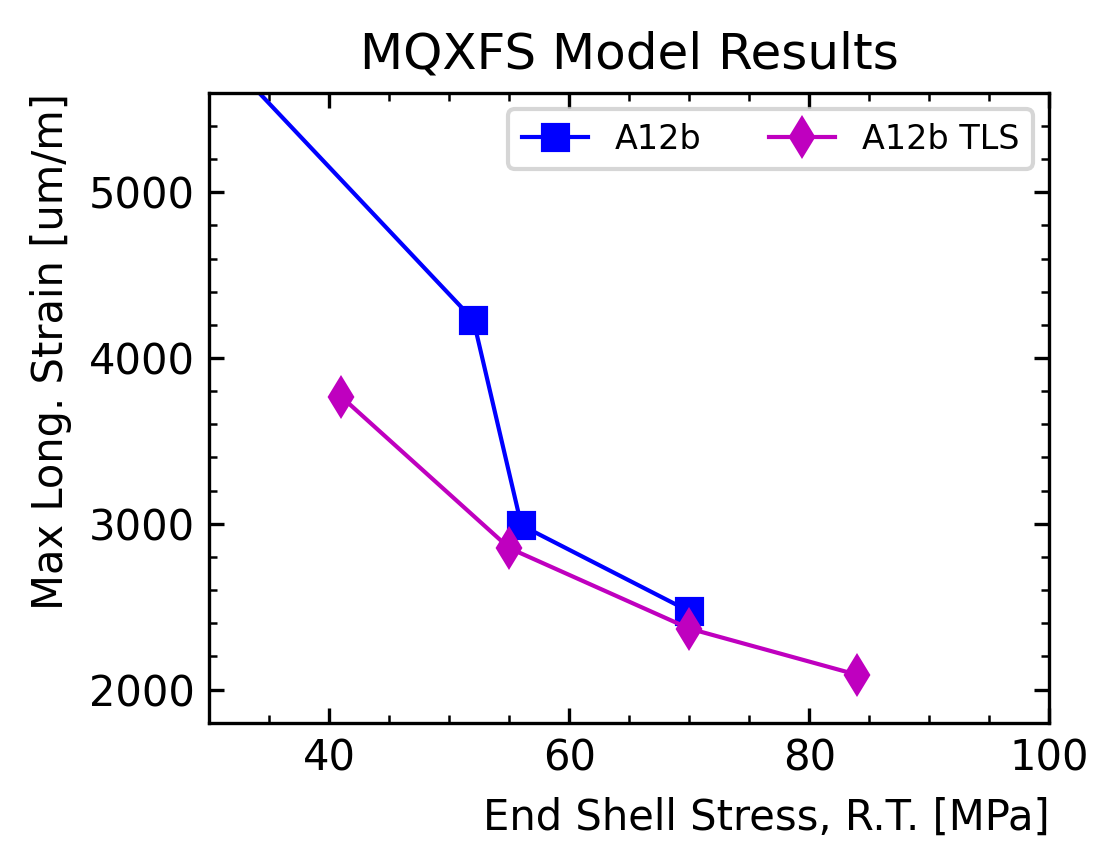 MQXFS Model Results
A12b
A12b TLS
Max Long. Strain [um/m]
5000
4000
3000
2000
40
60
80
100
End Shell Stress, R.T. [MPa]